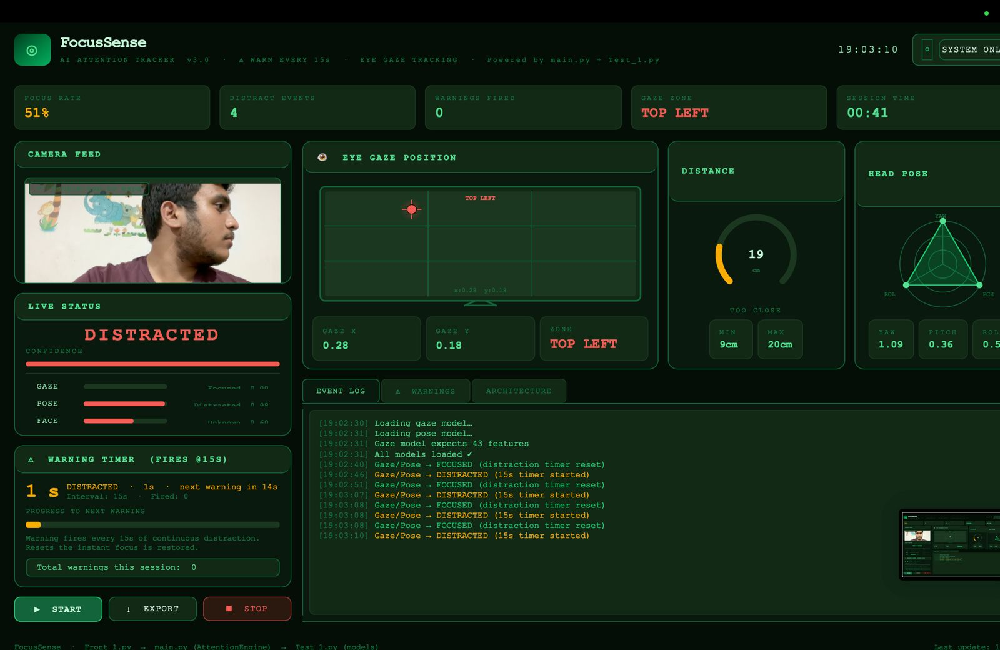 FocusSense
AI ATTENTION TRACKER v3.0 · ⚠ WARN EVERY 15s · EYE GAZE TRACKING · Powered by main.py + Test_1.py
19:03:10
SYSTEM ONL
FOCUS RATE
51%
DISTRACT EVENTS
4
WARNINGS FIRED
0
GAZE ZONE
TOP LEFT
SESSION TIME
00:41
CAMERA FEED
LIVE STATUS
DISTRACTED
CONFIDENCE
GAZE Focused 0.00
POSE Distracted 0.98
FACE Unknown 0.60
⚠ WARNING TIMER (FIRES @15S)
1 s
DISTRACTED · 1s · next warning in 14s
Interval: 15s · Fired: 0
PROGRESS TO NEXT WARNING
Warning fires every 15s of continuous distraction.
Resets the instant focus is restored.
Total warnings this session: 0
▶ START
↓ EXPORT
■ STOP
👁 EYE GAZE POSITION
TOP LEFT
x:0.28 y:0.18
GAZE X
0.28
GAZE Y
0.18
ZONE
TOP LEFT
DISTANCE
19
cm
TOO CLOSE
MIN
9cm
MAX
20cm
HEAD POSE
YAW
ROL
PCH
YAW
1.09
PITCH
0.36
ROL
0.5
EVENT LOG
⚠ WARNINGS
ARCHITECTURE
[19:02:30] Loading gaze model…
[19:02:31] Loading pose model…
[19:02:31] Gaze model expects 43 features
[19:02:31] All models loaded ✓
[19:02:40] Gaze/Pose → FOCUSED (distraction timer reset)
[19:02:46] Gaze/Pose → DISTRACTED (15s timer started)
[19:02:51] Gaze/Pose → FOCUSED (distraction timer reset)
[19:03:07] Gaze/Pose → DISTRACTED (15s timer started)
[19:03:08] Gaze/Pose → FOCUSED (distraction timer reset)
[19:03:08] Gaze/Pose → DISTRACTED (15s timer started)
[19:03:08] Gaze/Pose → FOCUSED (distraction timer reset)
[19:03:10] Gaze/Pose → DISTRACTED (15s timer started)
FocusSense · Front_1.py → main.py (AttentionEngine) → Test_1.py (models)
Last update: 1